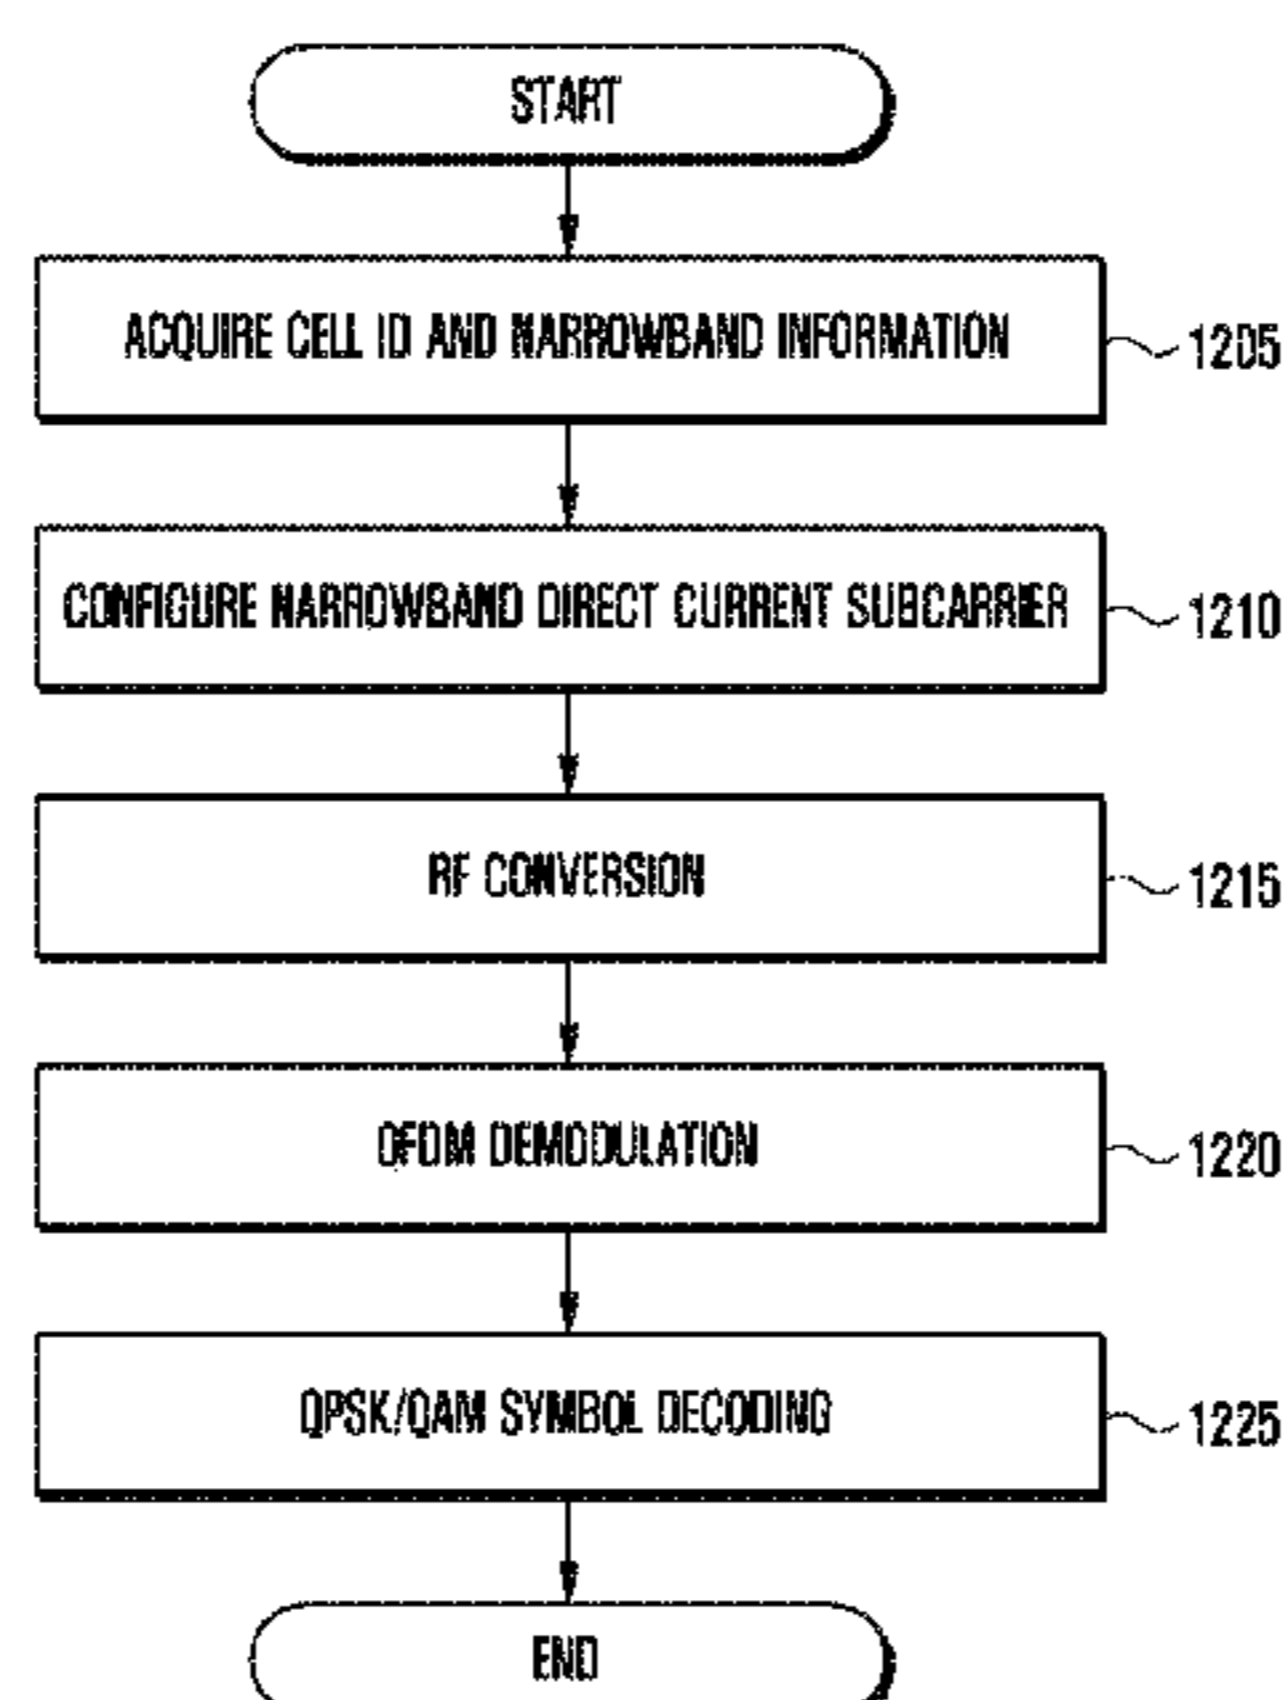 START
ACQUIRE CELL ID AND NARROWBAND INFORMATION
1205
CONFIGURE NARROWBAND DIRECT CURRENT SUBCARRIER
1210
RF CONVERSION
1215
OFDM DEMODULATION
1220
QPSK/QAM SYMBOL DECODING
1225
END